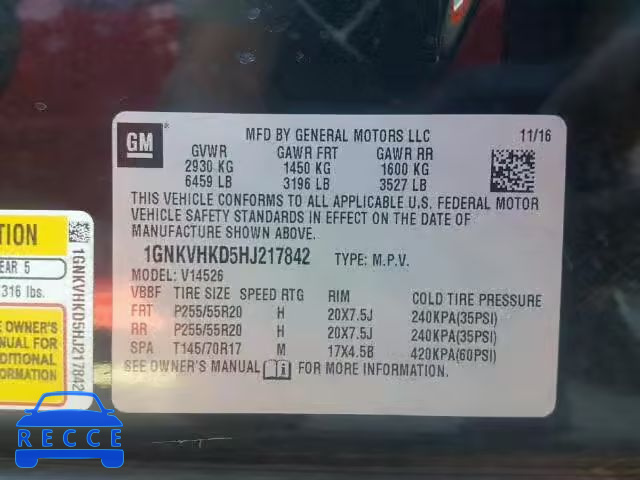 GM
MFD BY GENERAL MOTORS LLC 11/16
GVWR GAWR FRT GAWR RR
2930 KG 1450 KG 1600 KG
6459 LB 3196 LB 3527 LB
THIS VEHICLE CONFORMS TO ALL APPLICABLE U.S. FEDERAL MOTOR
VEHICLE SAFETY STANDARDS IN EFFECT ON THE DATE OF
MANUFACTURE SHOWN ABOVE.
1GNKVHKD5HJ217842 TYPE: M.P.V.
MODEL: V14526
VBBF TIRE SIZE SPEED RTG RIM COLD TIRE PRESSURE
FRT P255/55R20 H 20X7.5J 240KPA(35PSI)
RR P255/55R20 H 20X7.5J 240KPA(35PSI)
SPA T145/70R17 M 17X4.5B 420KPA(60PSI)
SEE OWNER'S MANUAL FOR MORE INFORMATION.
TION
EAR 5
316 lbs.
E OWNER'S
NUAL FOR
DITIONAL
ORMATION
1GNKVHKD5HJ217842
RECCE